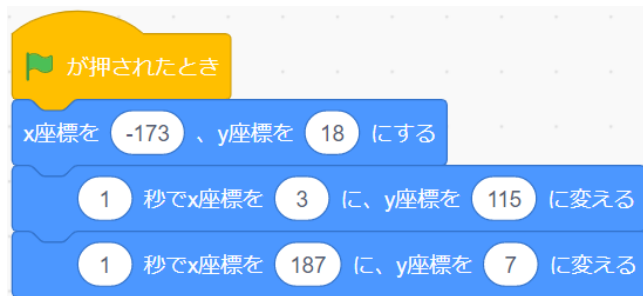 が押されたとき
x座標を -173 、y座標を 18 にする
1 秒でx座標を 3 に、y座標を 115 に変える
1 秒でx座標を 187 に、y座標を 7 に変える